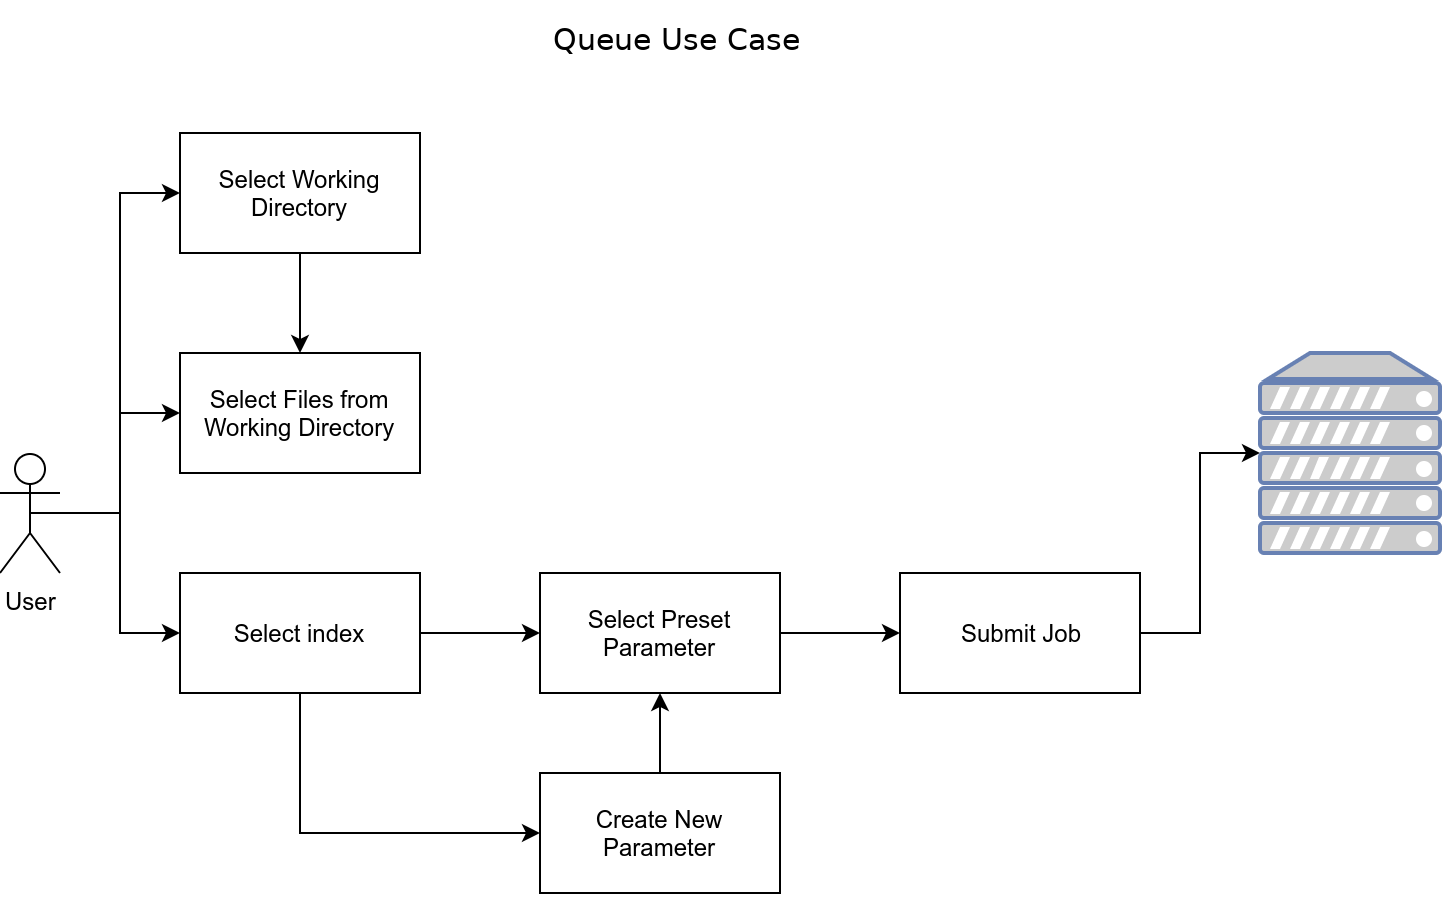 Queue Use Case
Select Working
Directory
Select Files from
Working Directory
User
Select index
Select Preset
Parameter
Submit Job
Create New
Parameter